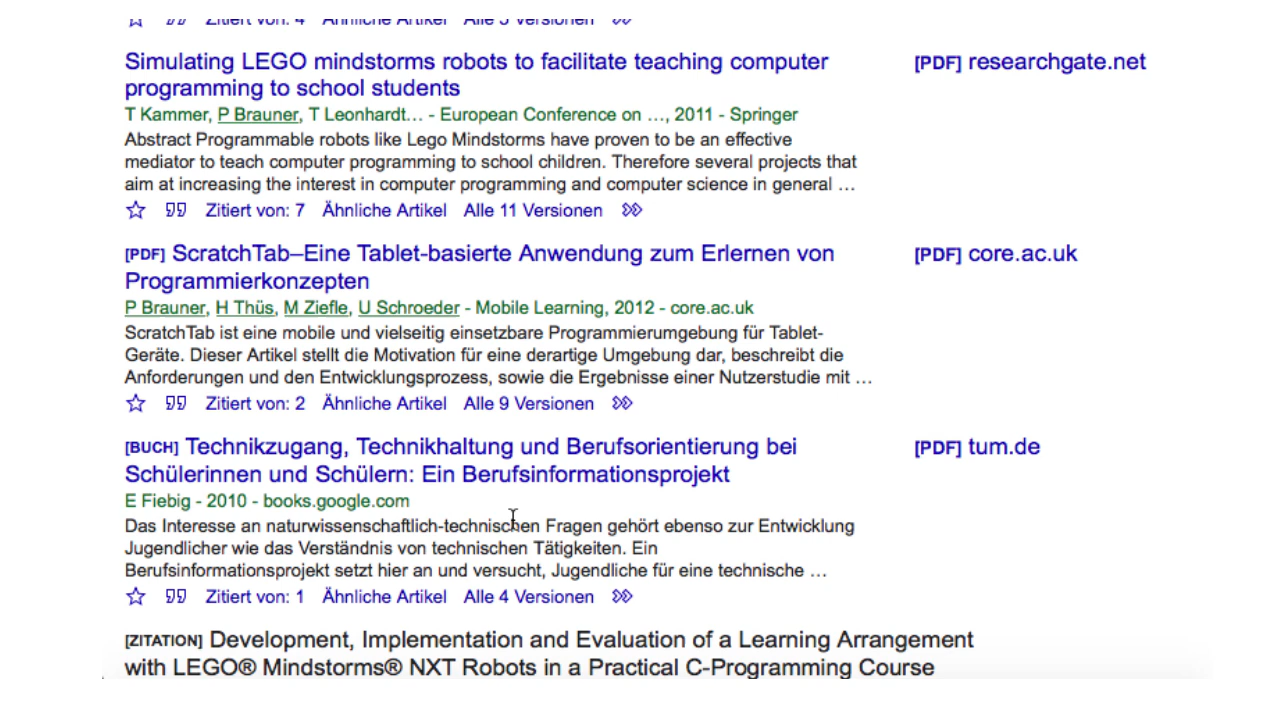 Zitiert von: 4 Ähnliche Artikel Alle 5 Versionen
Simulating LEGO mindstorms robots to facilitate teaching computer
programming to school students
[PDF] researchgate.net
T Kammer, P Brauner, T Leonhardt… - European Conference on …, 2011 - Springer
Abstract Programmable robots like Lego Mindstorms have proven to be an effective
mediator to teach computer programming to school children. Therefore several projects that
aim at increasing the interest in computer programming and computer science in general …
Zitiert von: 7 Ähnliche Artikel Alle 11 Versionen
[PDF] ScratchTab–Eine Tablet-basierte Anwendung zum Erlernen von
Programmierkonzepten
[PDF] core.ac.uk
P Brauner, H Thüs, M Ziefle, U Schroeder - Mobile Learning, 2012 - core.ac.uk
ScratchTab ist eine mobile und vielseitig einsetzbare Programmierumgebung für Tablet-
Geräte. Dieser Artikel stellt die Motivation für eine derartige Umgebung dar, beschreibt die
Anforderungen und den Entwicklungsprozess, sowie die Ergebnisse einer Nutzerstudie mit …
Zitiert von: 2 Ähnliche Artikel Alle 9 Versionen
[BUCH] Technikzugang, Technikhaltung und Berufsorientierung bei
Schülerinnen und Schülern: Ein Berufsinformationsprojekt
[PDF] tum.de
E Fiebig - 2010 - books.google.com
Das Interesse an naturwissenschaftlich-technischen Fragen gehört ebenso zur Entwicklung
Jugendlicher wie das Verständnis von technischen Tätigkeiten. Ein
Berufsinformationsprojekt setzt hier an und versucht, Jugendliche für eine technische …
Zitiert von: 1 Ähnliche Artikel Alle 4 Versionen
[ZITATION] Development, Implementation and Evaluation of a Learning Arrangement
with LEGO® Mindstorms® NXT Robots in a Practical C-Programming Course